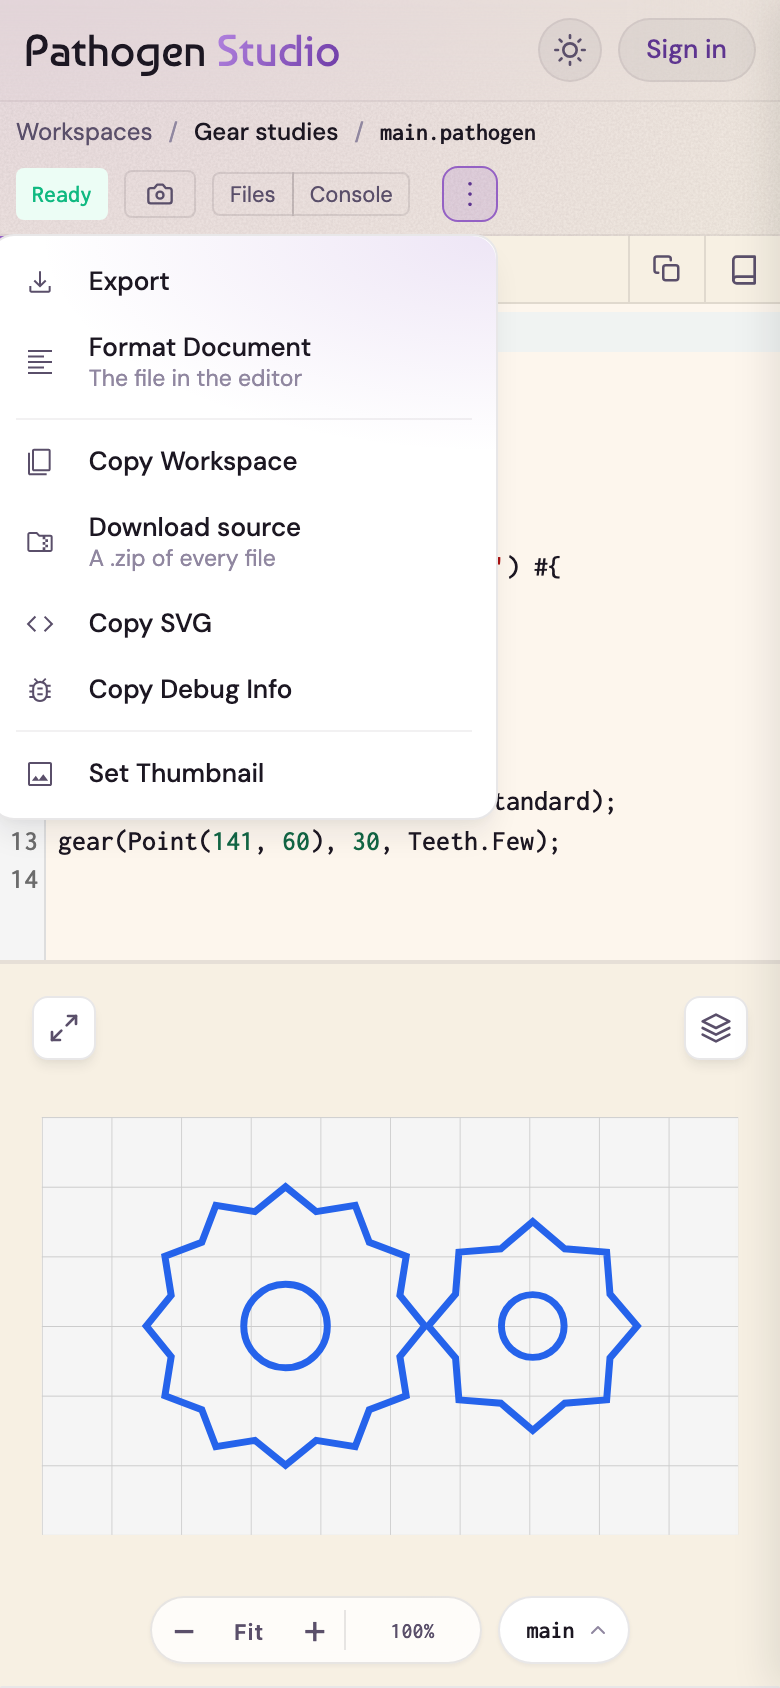 Pathogen Studio
Sign in
Workspaces / Gear studies / main.pathogen
Ready
Files
Console
Export
Format Document
The file in the editor
Copy Workspace
Download source
A .zip of every file
Copy SVG
Copy Debug Info
Set Thumbnail
') #{
tandard);
13 gear(Point(141, 60), 30, Teeth.Few);
14
Fit
100%
main